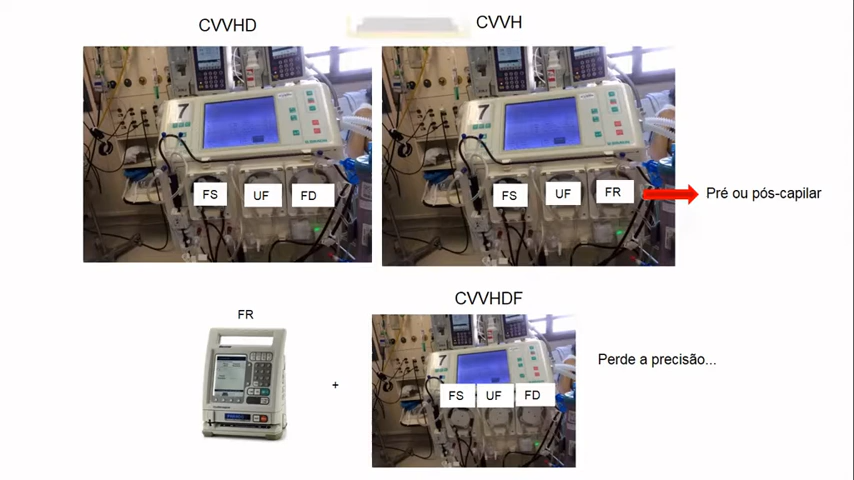 CVVHD
CVVH
7
FS
UF
FD
7
FS
UF
FR
Pré ou pós-capilar
CVVHDF
FR
+
7
FS
UF
FD
Perde a precisão...